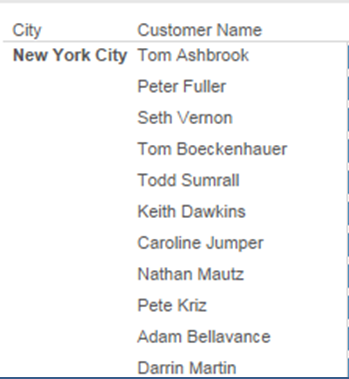 City Customer Name
New York City Tom Ashbrook
Peter Fuller
Seth Vernon
Tom Boeckenhauer
Todd Sumrall
Keith Dawkins
Caroline Jumper
Nathan Mautz
Pete Kriz
Adam Bellavance
Darrin Martin